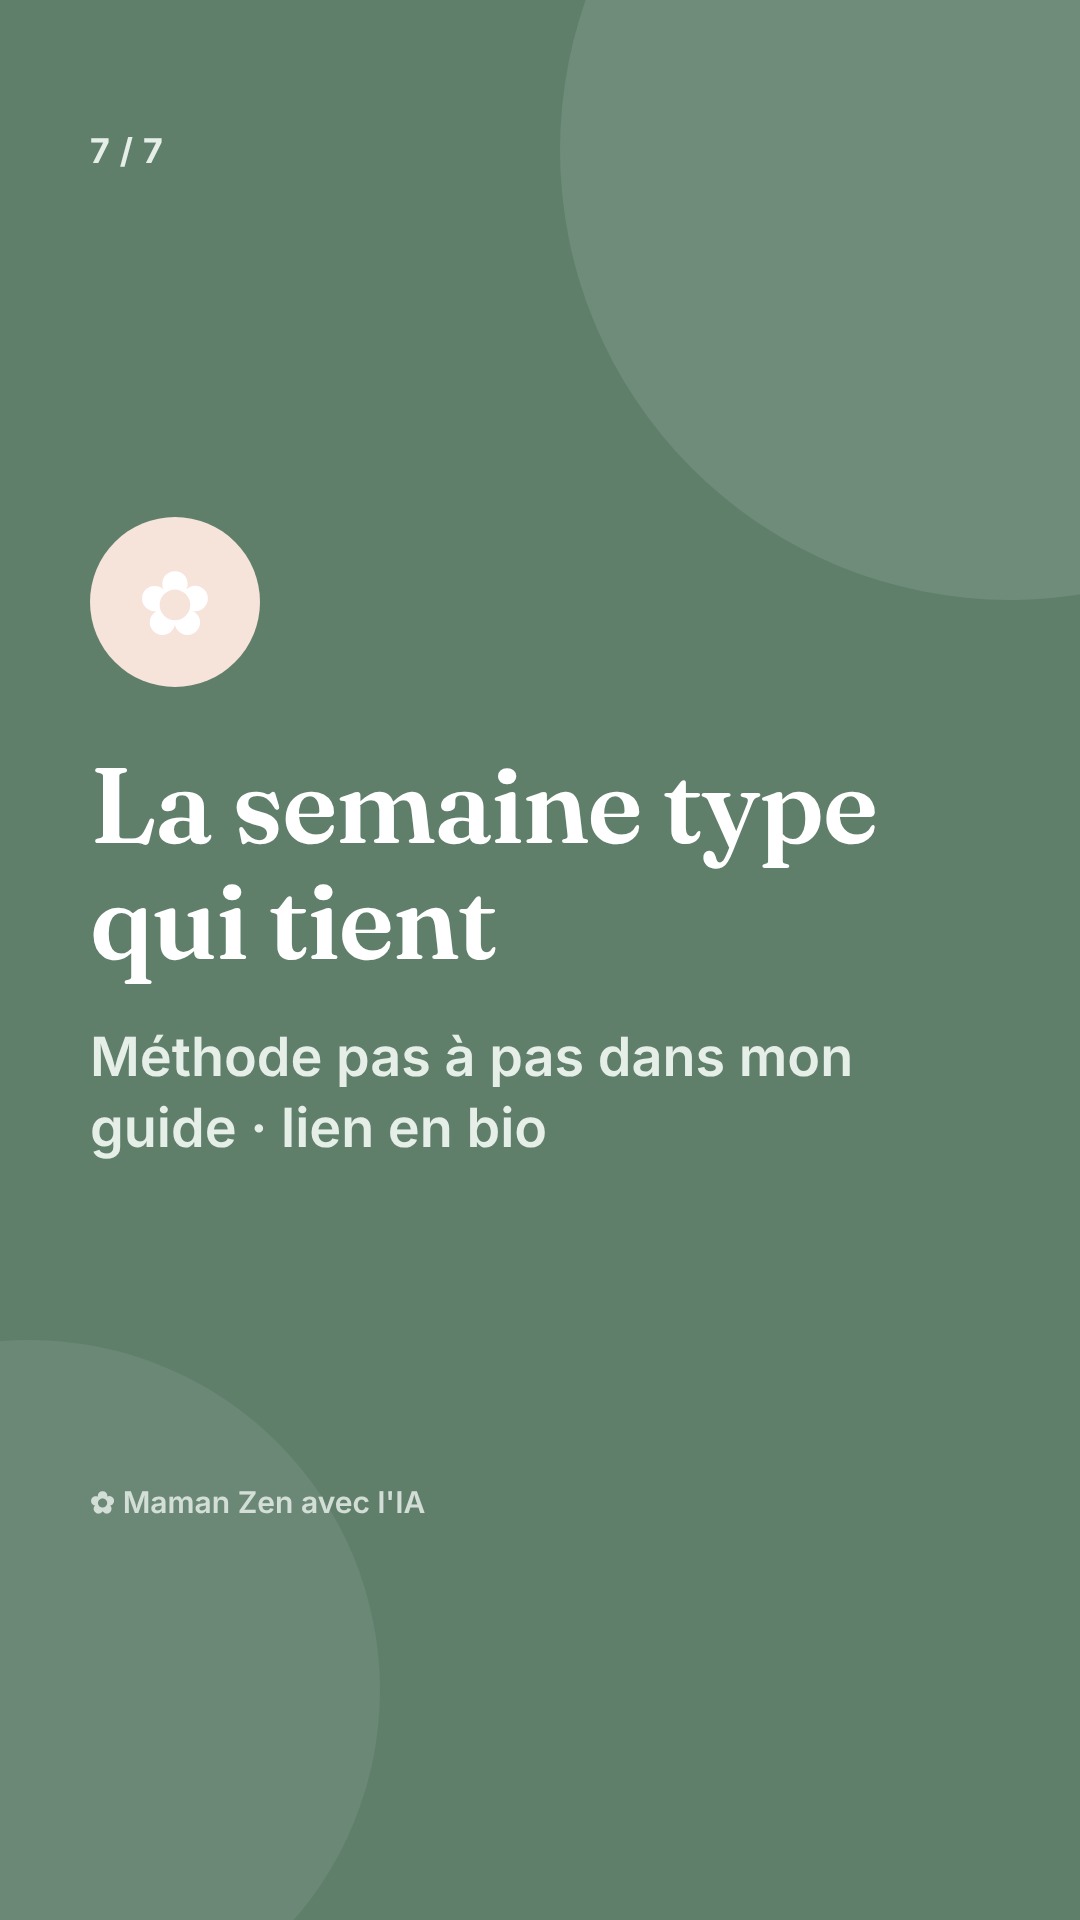 7 / 7
La semaine type
qui tient
Méthode pas à pas dans mon
guide · lien en bio
✿ Maman Zen avec l'IA